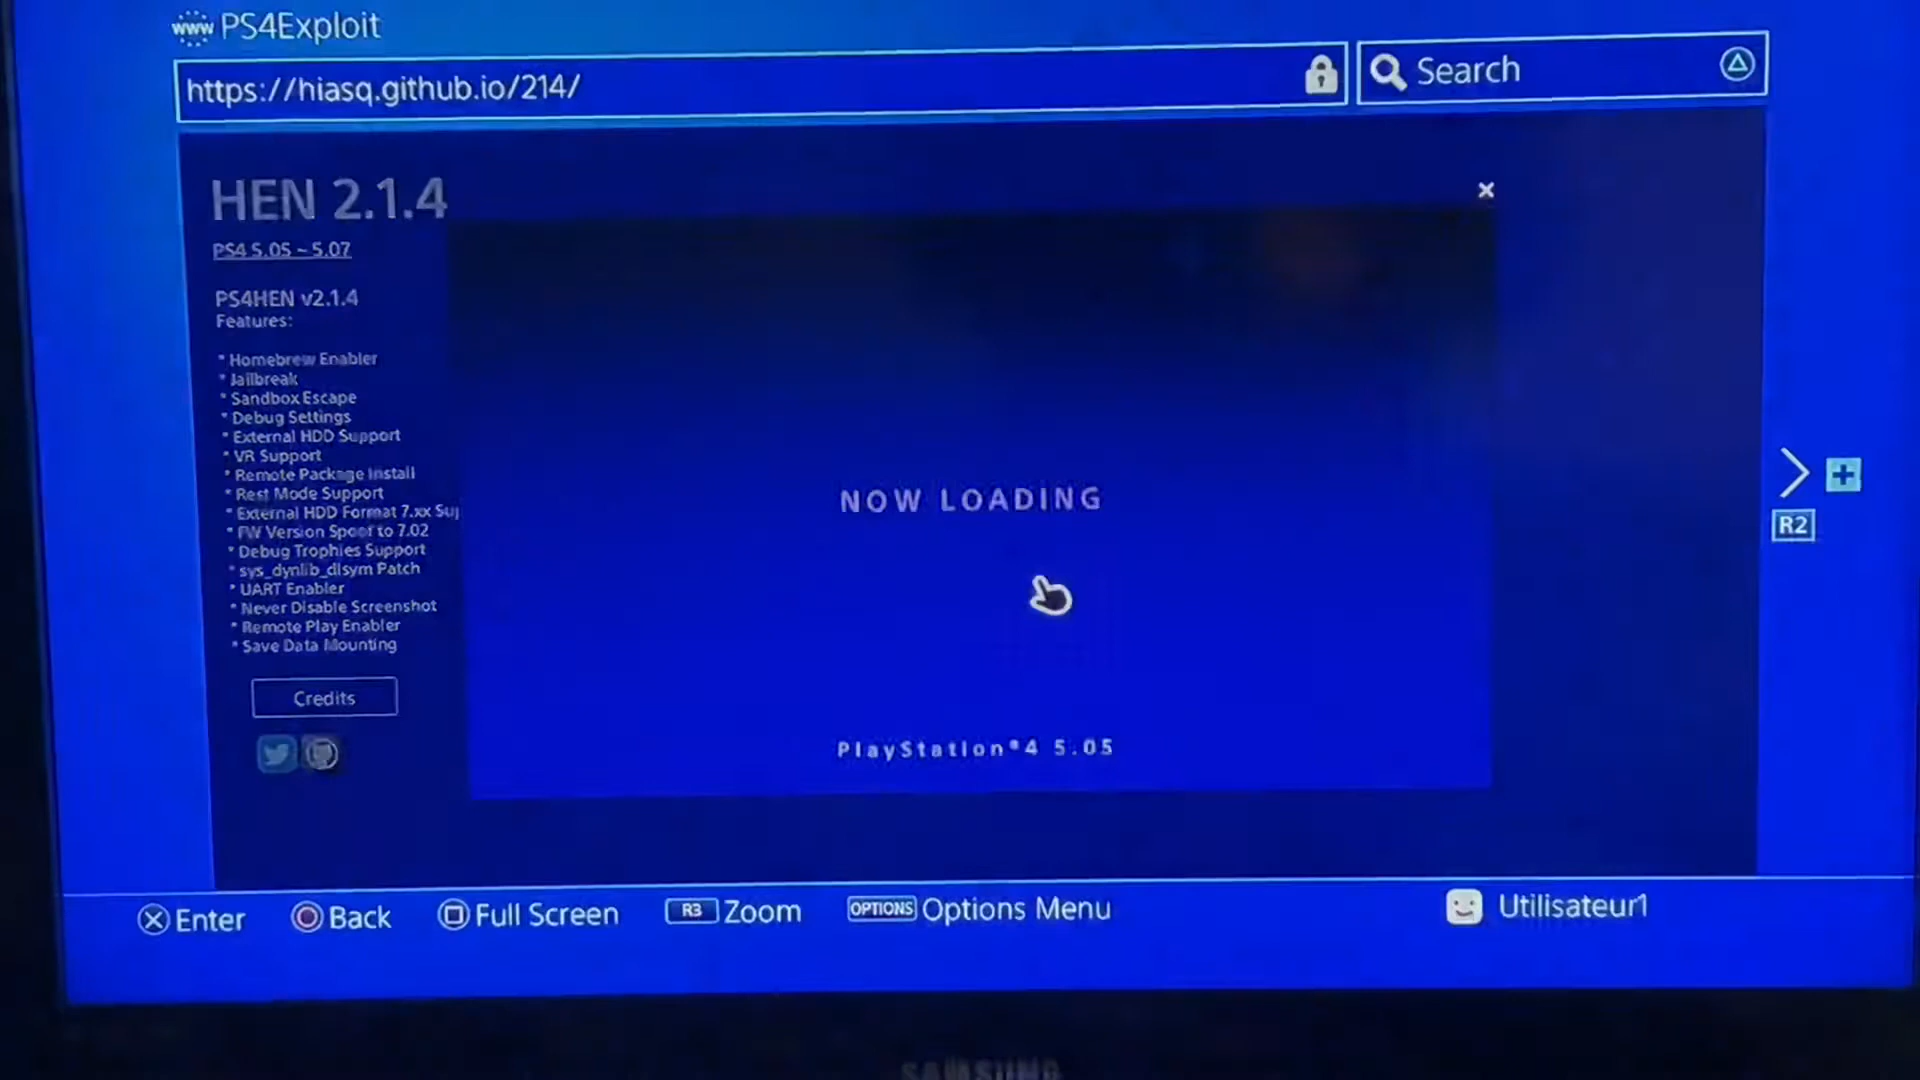 www PS4Exploit
https://hiasq.github.io/214/
Search
HEN 2.1.4
PS4 5.05 ~ 5.07
PS4HEN v2.1.4
Features:
* Homebrew Enabler
* Jailbreak
* Sandbox Escape
* Debug Settings
* External HDD Support
* VR Support
* Remote Package Install
* Rest Mode Support
* External HDD Format 7.xx Sup
* FW Version Spoof to 7.02
* Debug Trophies Support
* sys_dynlib_dlsym Patch
* UART Enabler
* Never Disable Screenshot
* Remote Play Enabler
* Save Data Mounting
Credits
NOW LOADING
PlayStation®4 5.05
R2
Enter Back Full Screen R3 Zoom OPTIONS Options Menu Utilisateur1
SAMSUNG